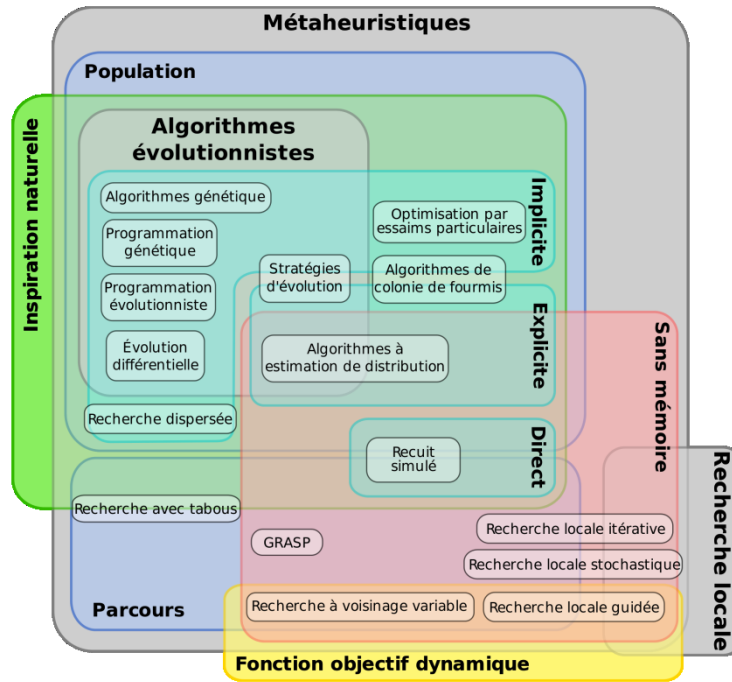 Métaheuristiques
Population
Inspiration naturelle
Algorithmes
évolutionnistes
Implicite
Algorithmes génétique
Optimisation par
essaims particulaires
Programmation
génétique
Stratégies
d'évolution
Algorithmes de
colonie de fourmis
Programmation
évolutionniste
Explicite
Sans mémoire
Évolution
différentielle
Algorithmes à
estimation de distribution
Recherche dispersée
Direct
Recuit
simulé
Recherche locale
Recherche avec tabous
GRASP
Recherche locale itérative
Recherche locale stochastique
Parcours
Recherche à voisinage variable
Recherche locale guidée
Fonction objectif dynamique